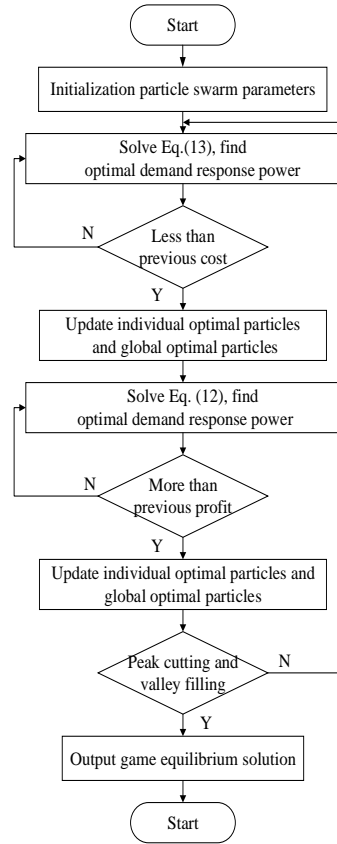 Start
Initialization particle swarm parameters
Solve Eq.(13), find
optimal demand response power
N
Less than
previous cost
Y
Update individual optimal particles
and global optimal particles
Solve Eq. (12), find
optimal demand response power
N
More than
previous profit
Y
Update individual optimal particles and
global optimal particles
Peak cutting and
valley filling
N
Y
Output game equilibrium solution
Start